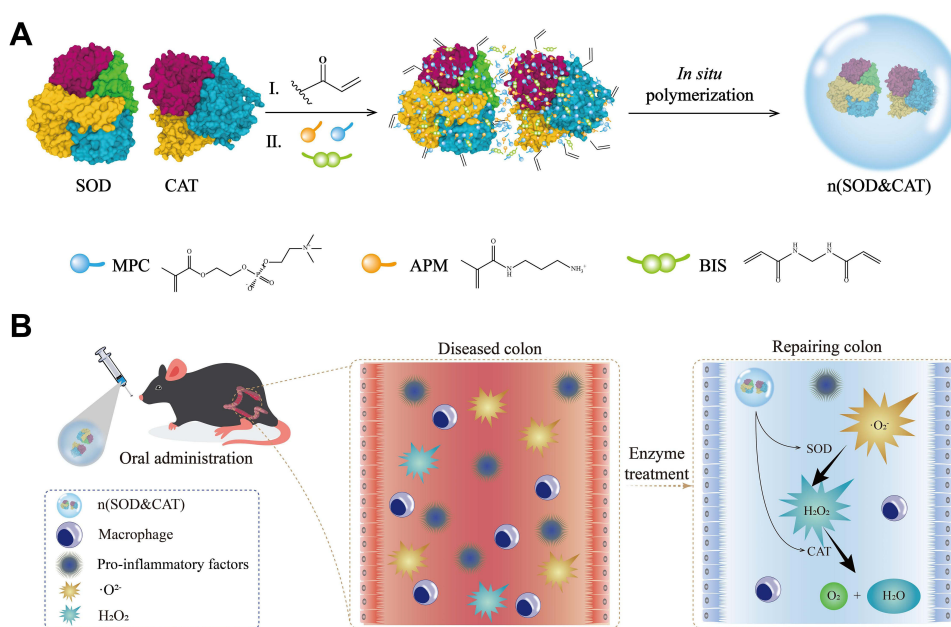 A
I.
II.
SOD
CAT
O
In situ
polymerization
n(SOD&CAT)
MPC
O
O
O
P
O
O
O
N⁺
-
APM
O
N
H
NH₃⁺
BIS
O
H
N
H
N
O
B
Oral administration
n(SOD&CAT)
Macrophage
Pro-inflammatory factors
·O²⁻
H₂O₂
Diseased colon
Enzyme
treatment
Repairing colon
·O₂⁻
SOD
H₂O₂
CAT
O₂
+
H₂O